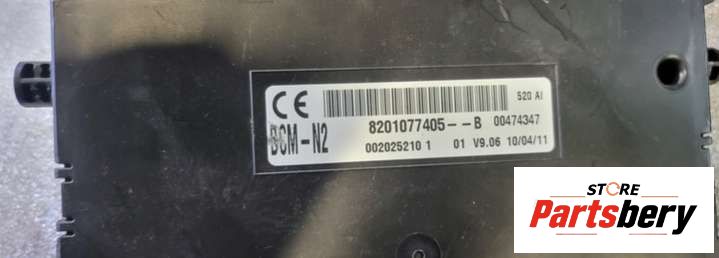 CE
520 AI
8201077405--B 00474347
BCM-N2
002025210 1 01 V9.06 10/04/11
STORE
Partsbery